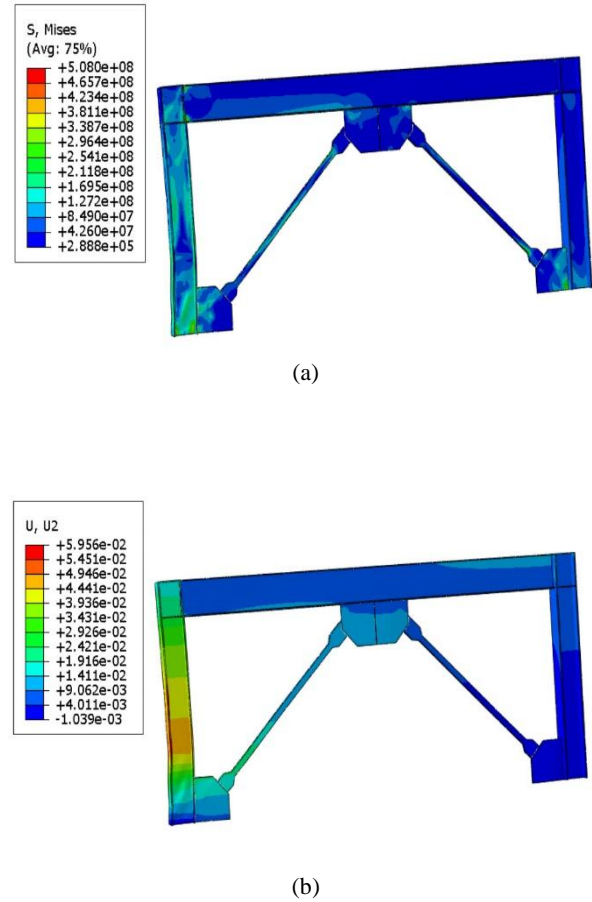 S, Mises
(Avg: 75%)
+5.080e+08
+4.657e+08
+4.234e+08
+3.811e+08
+3.387e+08
+2.964e+08
+2.541e+08
+2.118e+08
+1.695e+08
+1.272e+08
+8.490e+07
+4.260e+07
+2.888e+05
(a)
U, U2
+5.956e-02
+5.451e-02
+4.946e-02
+4.441e-02
+3.936e-02
+3.431e-02
+2.926e-02
+2.421e-02
+1.916e-02
+1.411e-02
+9.062e-03
+4.011e-03
-1.039e-03
(b)